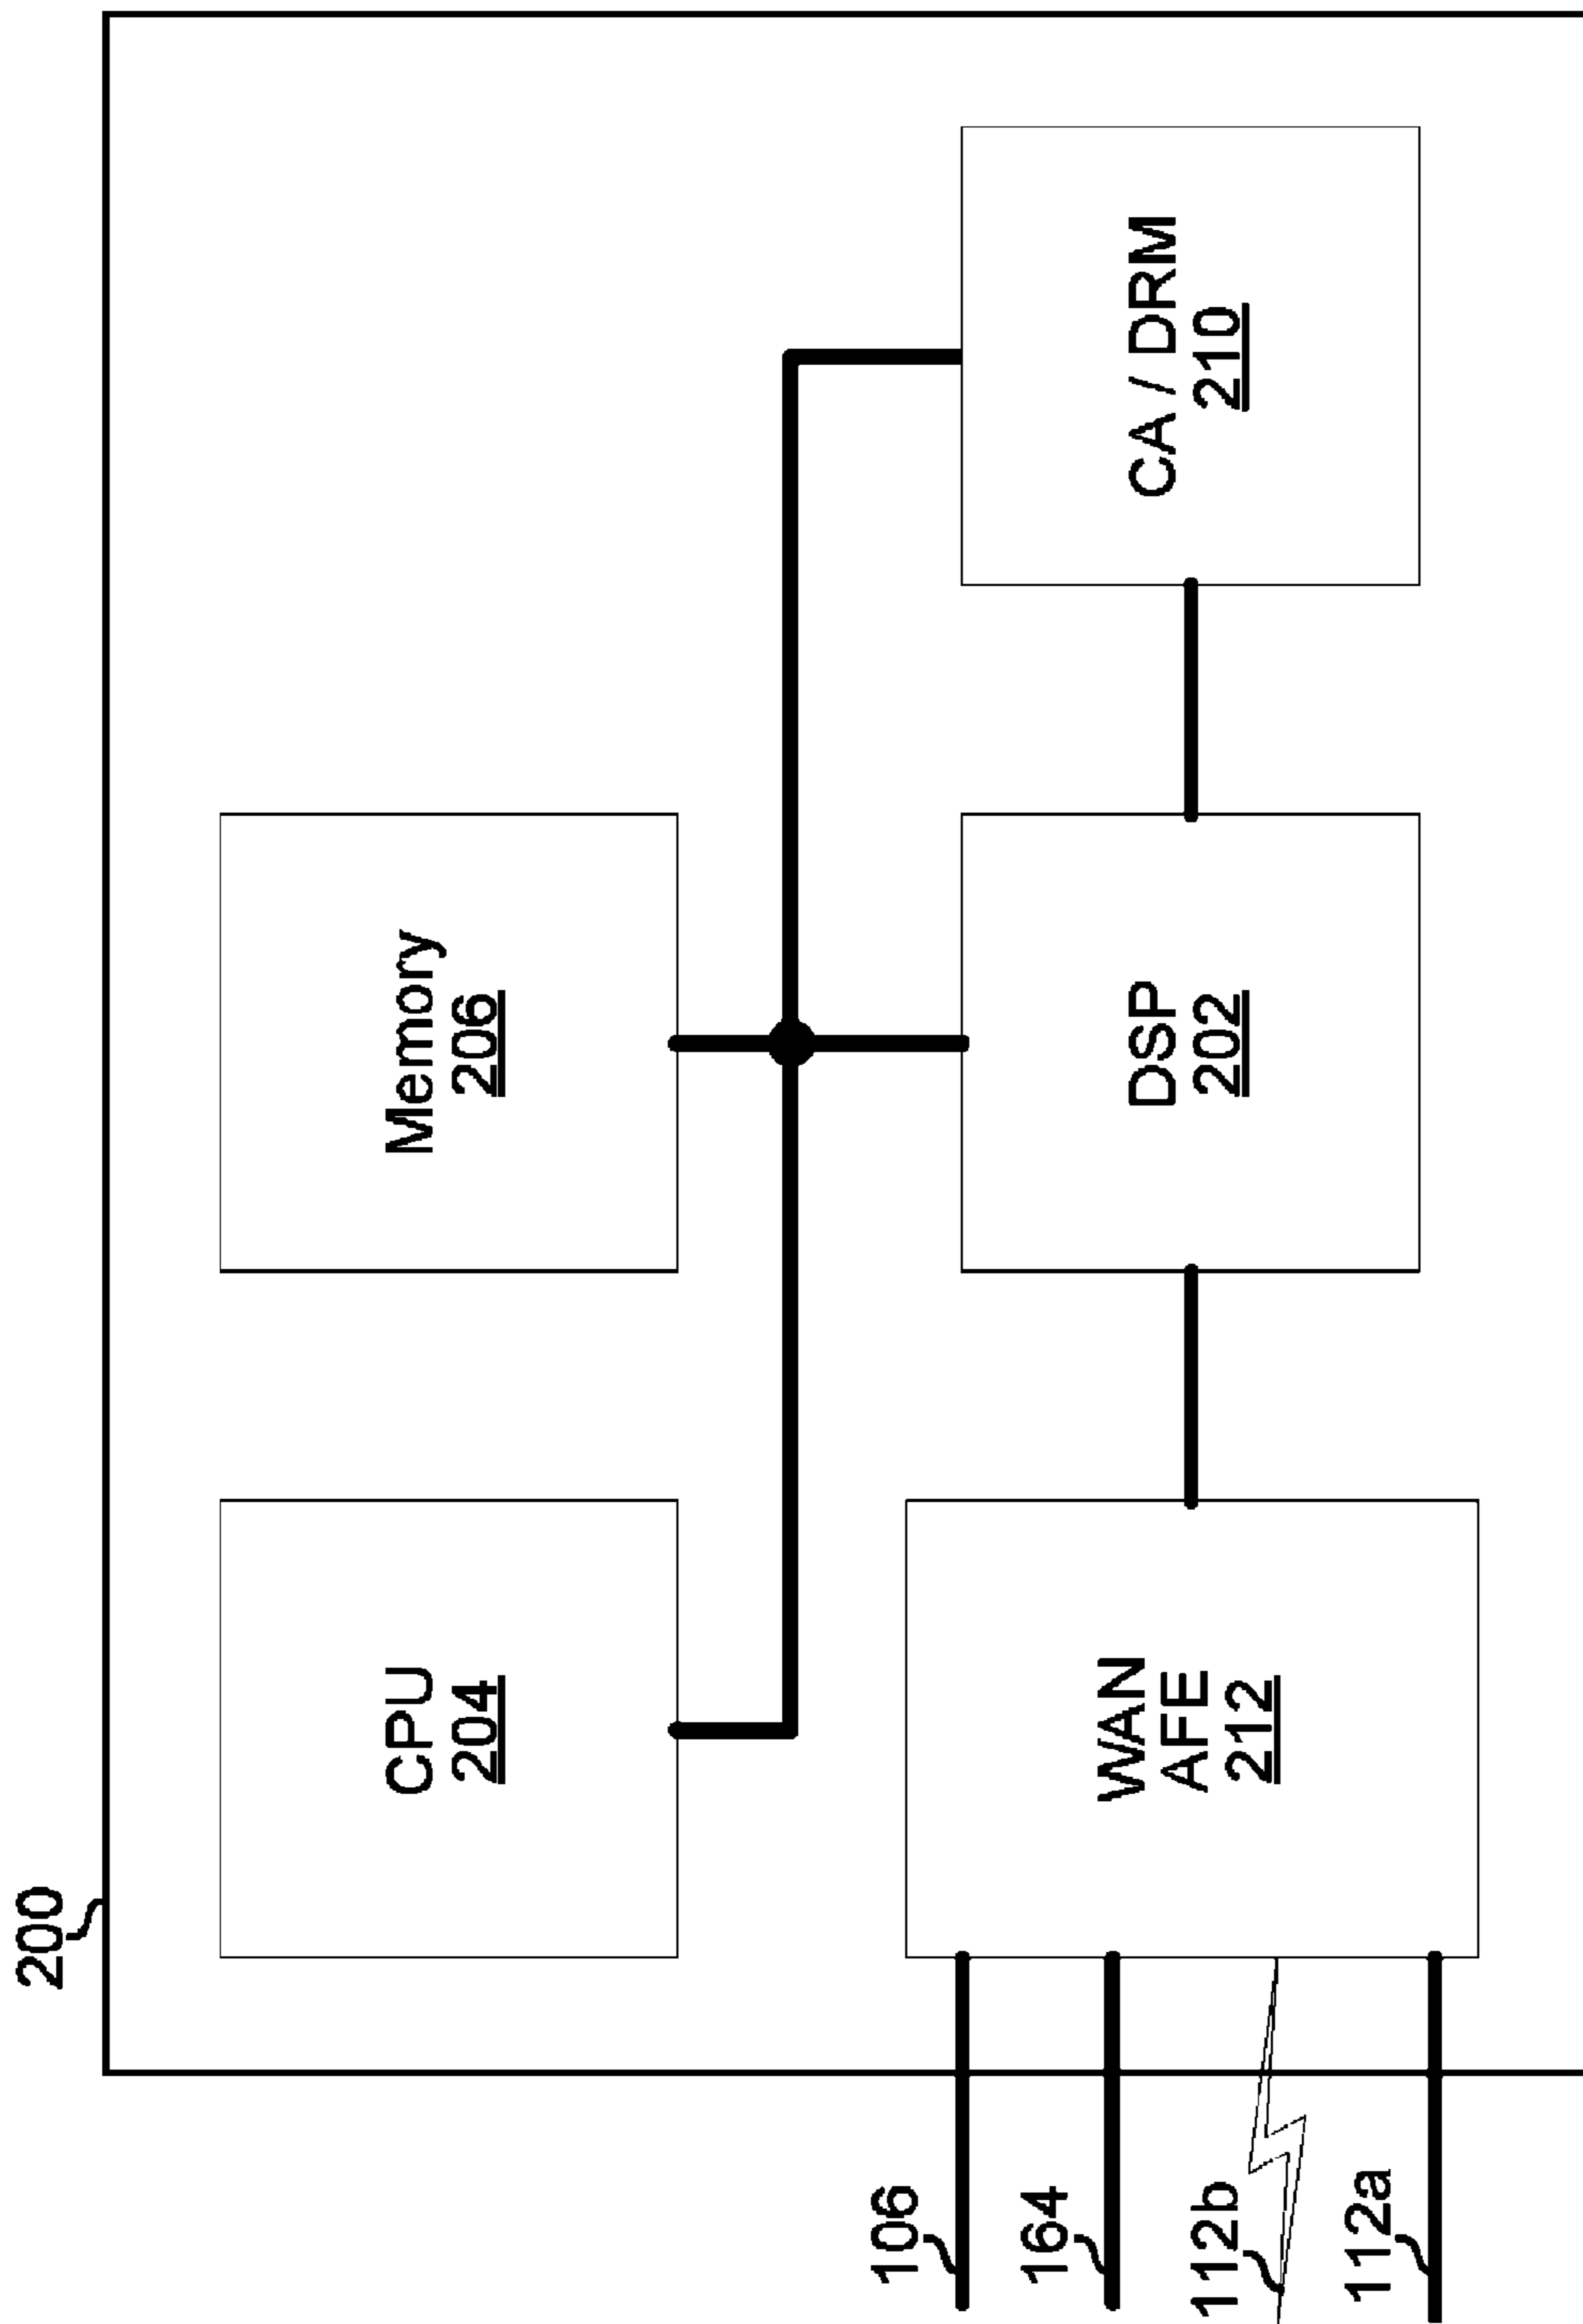 200
CPU
204
Memory
206
106
164
112b
112a
WAN
AFE
212
DSP
202
CA / DRM
210